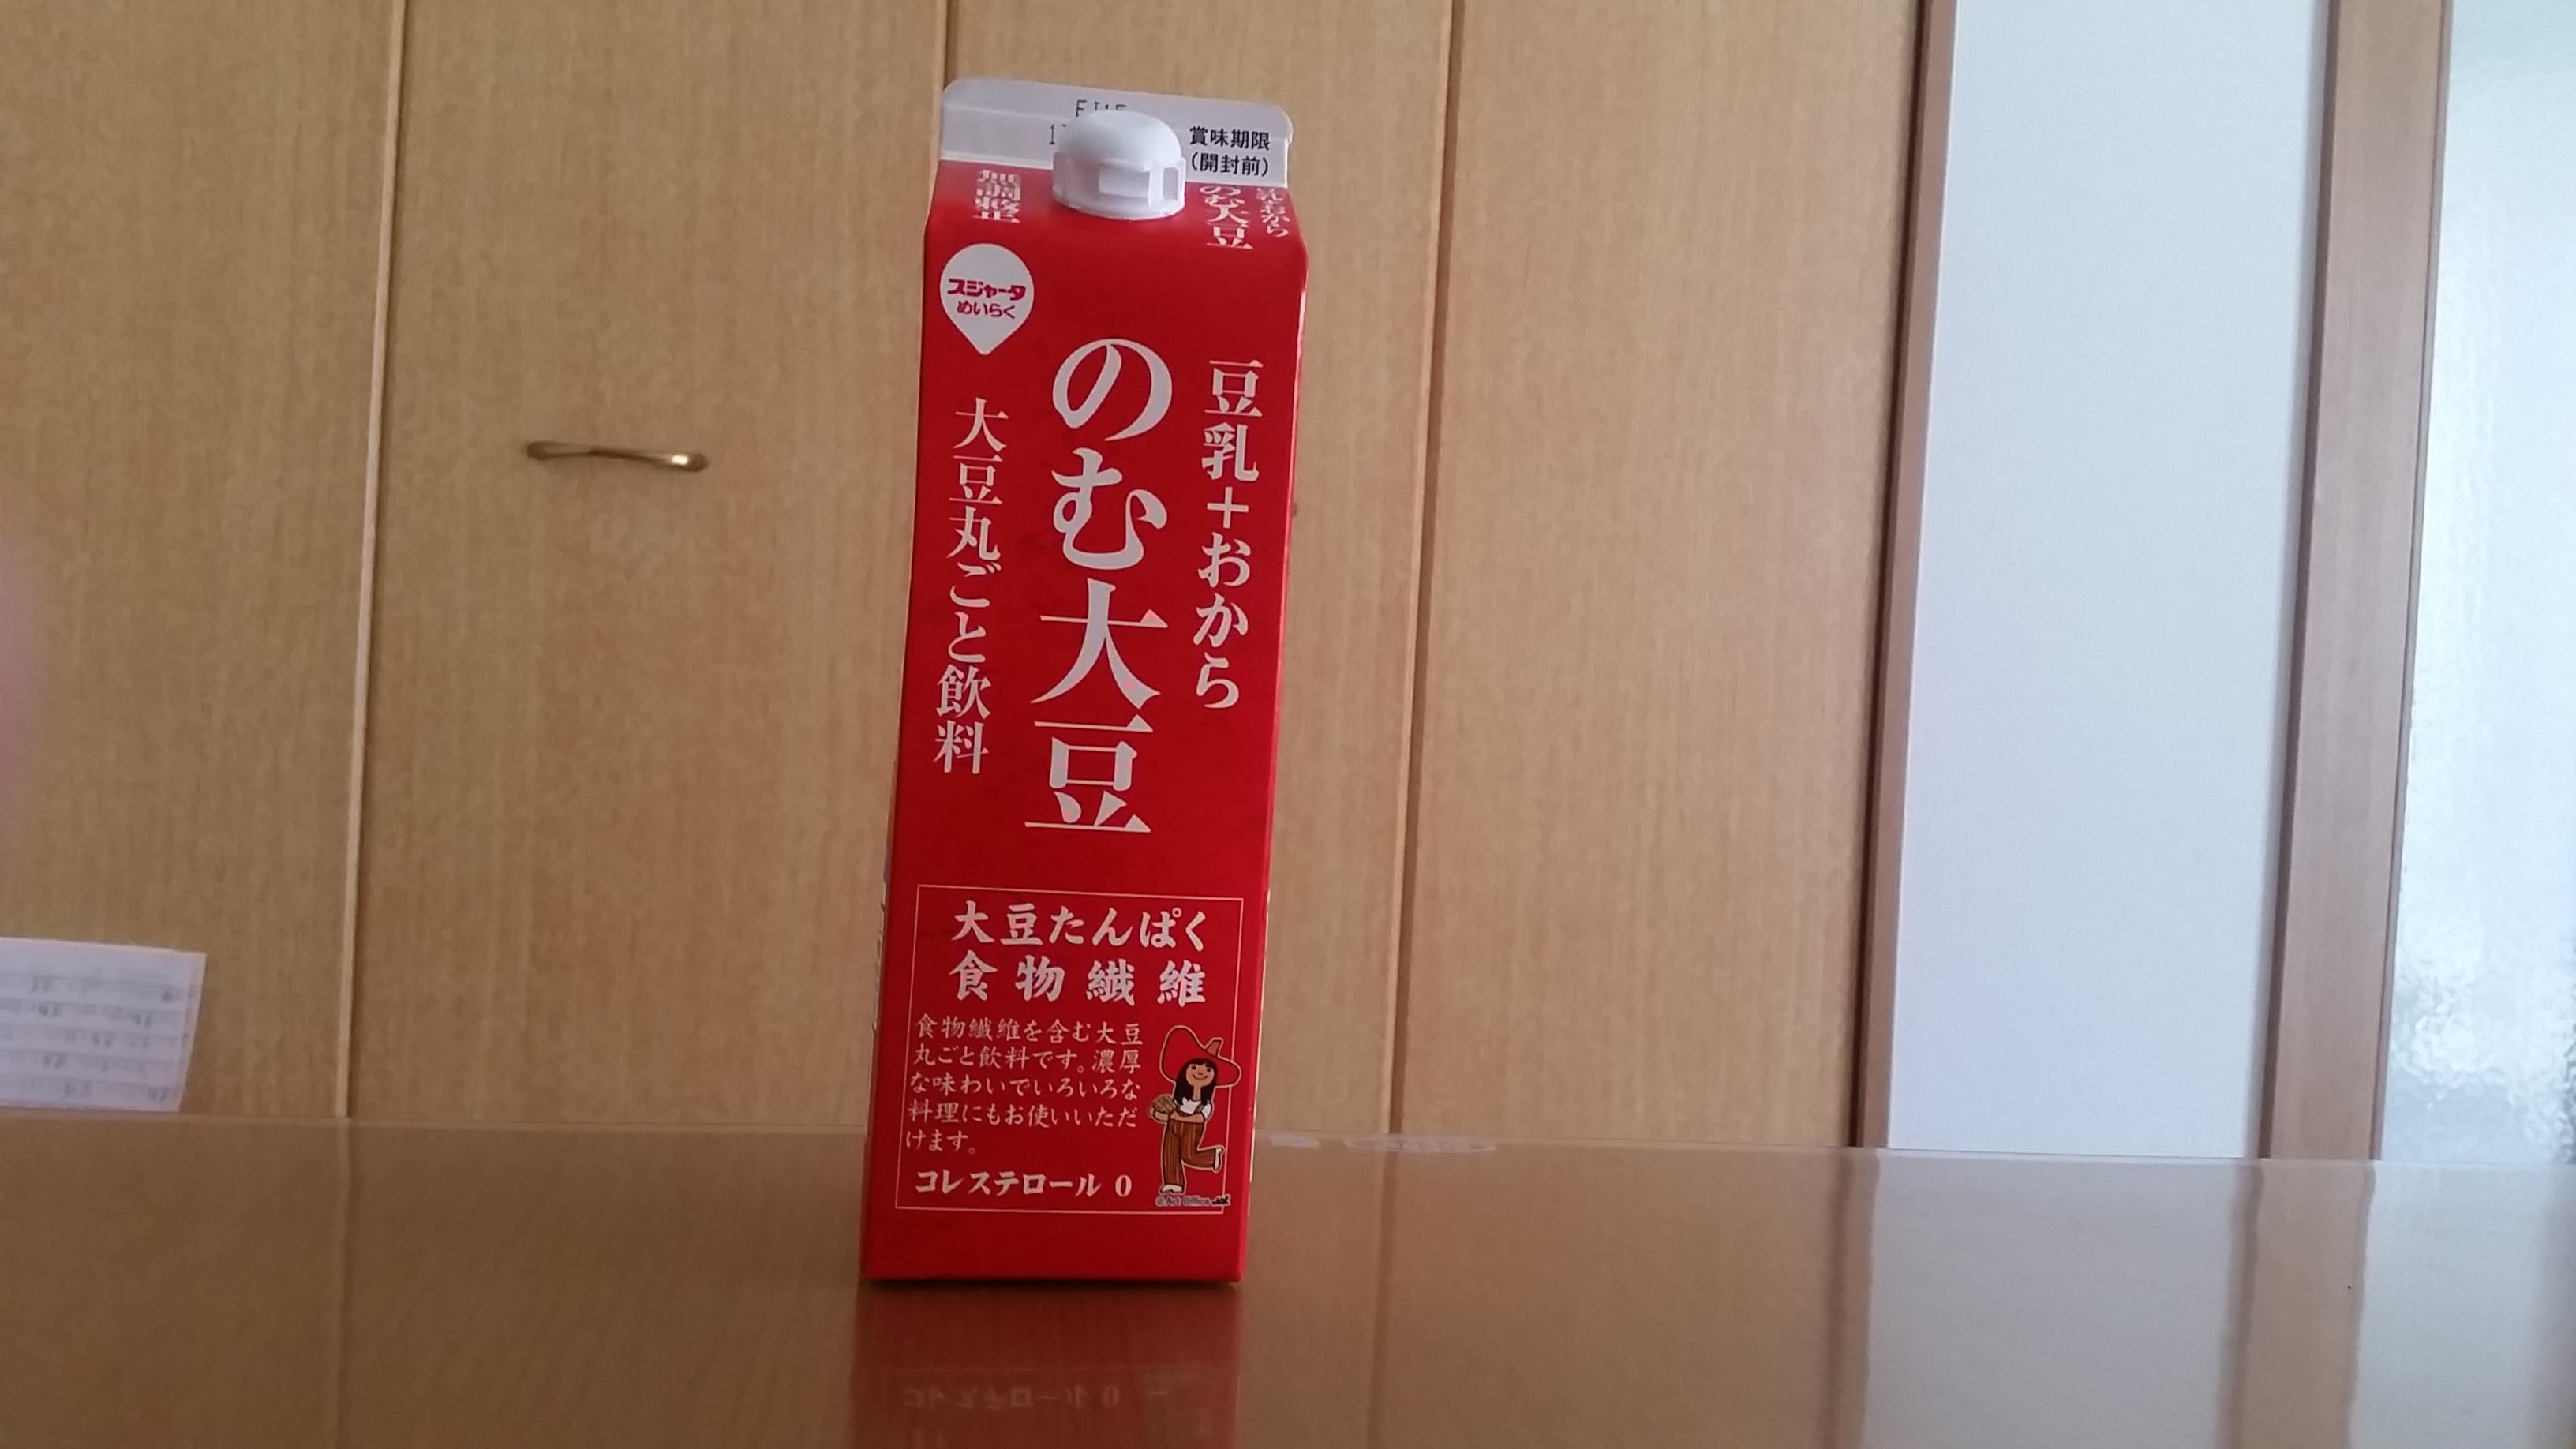 賞味期限
(開封前)
無調整
豆乳+おから
のむ大豆
スジャータ
めいらく
豆乳+おから
のむ大豆
大豆丸ごと飲料
大豆たんぱく
食物繊維
食物繊維を含む大豆
丸ごと飲料です。濃厚
な味わいでいろいろな
料理にもお使いいただ
けます。
コレステロール 0